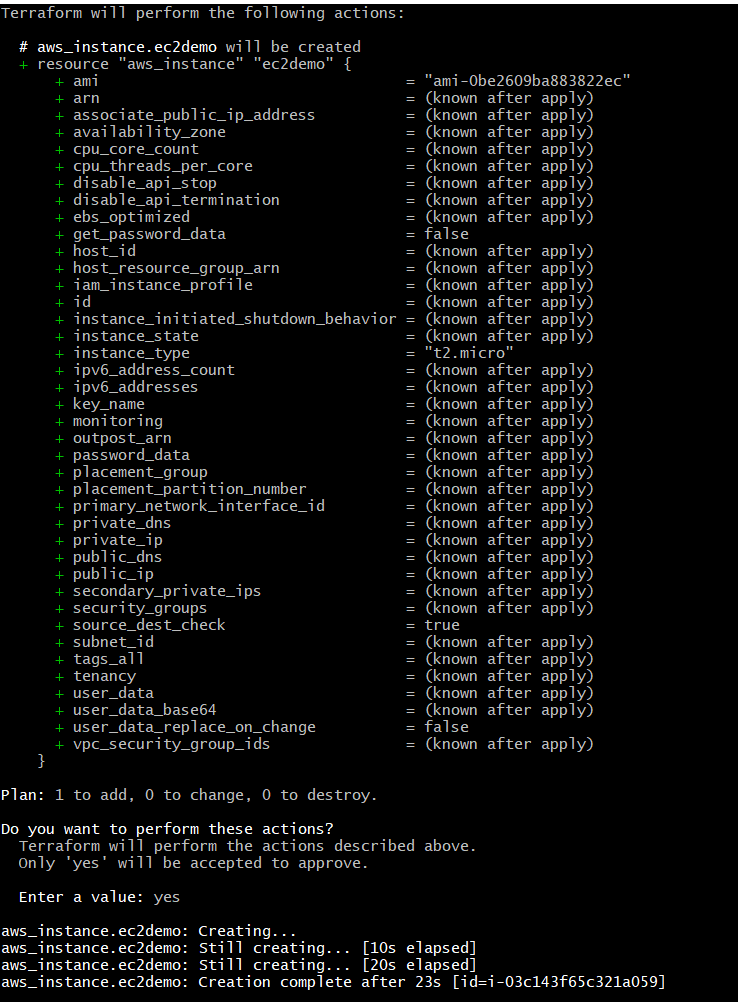 Terraform will perform the following actions:
# aws_instance.ec2demo will be created
+ resource "aws_instance" "ec2demo" {
+ ami = "ami-0be2609ba883822ec"
+ arn = (known after apply)
+ associate_public_ip_address = (known after apply)
+ availability_zone = (known after apply)
+ cpu_core_count = (known after apply)
+ cpu_threads_per_core = (known after apply)
+ disable_api_stop = (known after apply)
+ disable_api_termination = (known after apply)
+ ebs_optimized = (known after apply)
+ get_password_data = false
+ host_id = (known after apply)
+ host_resource_group_arn = (known after apply)
+ iam_instance_profile = (known after apply)
+ id = (known after apply)
+ instance_initiated_shutdown_behavior = (known after apply)
+ instance_state = (known after apply)
+ instance_type = "t2.micro"
+ ipv6_address_count = (known after apply)
+ ipv6_addresses = (known after apply)
+ key_name = (known after apply)
+ monitoring = (known after apply)
+ outpost_arn = (known after apply)
+ password_data = (known after apply)
+ placement_group = (known after apply)
+ placement_partition_number = (known after apply)
+ primary_network_interface_id = (known after apply)
+ private_dns = (known after apply)
+ private_ip = (known after apply)
+ public_dns = (known after apply)
+ public_ip = (known after apply)
+ secondary_private_ips = (known after apply)
+ security_groups = (known after apply)
+ source_dest_check = true
+ subnet_id = (known after apply)
+ tags_all = (known after apply)
+ tenancy = (known after apply)
+ user_data = (known after apply)
+ user_data_base64 = (known after apply)
+ user_data_replace_on_change = false
+ vpc_security_group_ids = (known after apply)
}
Plan: 1 to add, 0 to change, 0 to destroy.
Do you want to perform these actions?
Terraform will perform the actions described above.
Only 'yes' will be accepted to approve.
Enter a value: yes
aws_instance.ec2demo: Creating...
aws_instance.ec2demo: Still creating... [10s elapsed]
aws_instance.ec2demo: Still creating... [20s elapsed]
aws_instance.ec2demo: Creation complete after 23s [id=i-03c143f65c321a059]